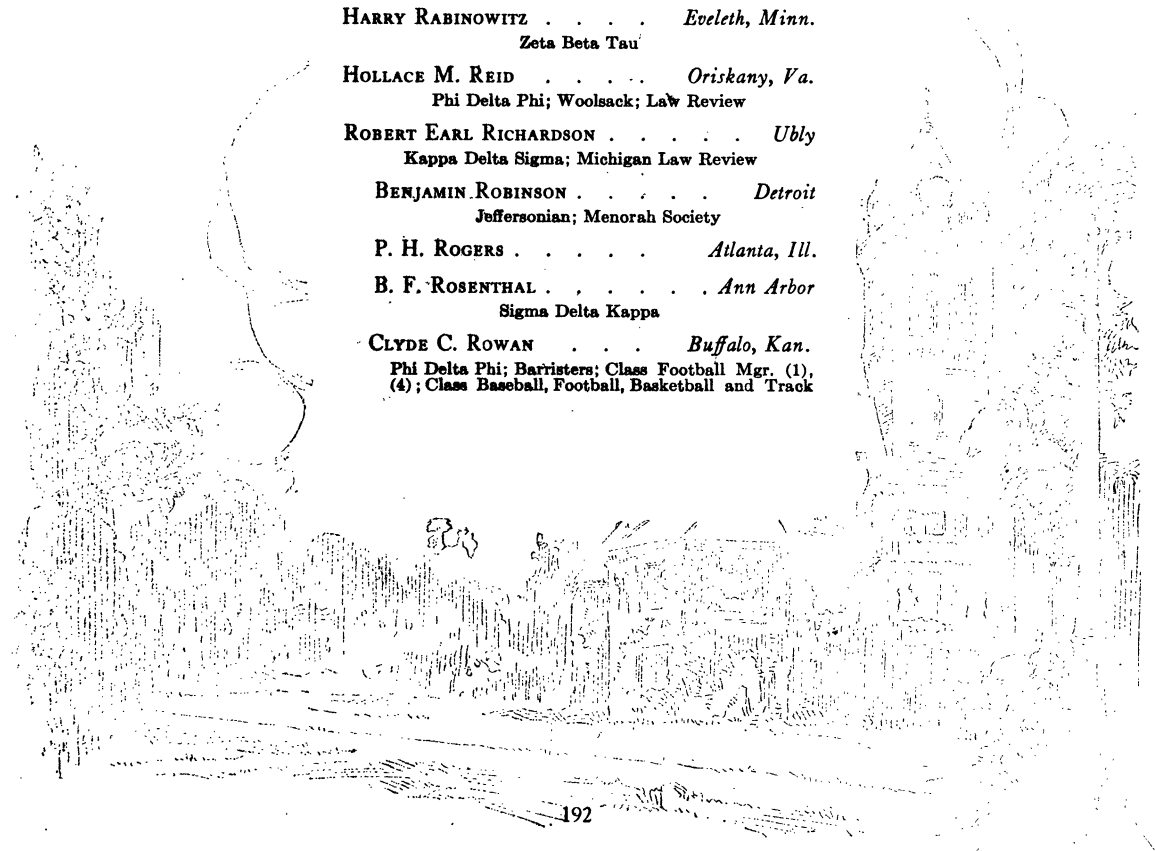 HARRY RABINOWITZ . . . . Eveleth, Minn.
Zeta Beta Tau
HOLLACE M. REID . . . . Oriskany, Va.
Phi Delta Phi; Woolsack; Law Review
ROBERT EARL RICHARDSON . . . . . Ubly
Kappa Delta Sigma; Michigan Law Review
BENJAMIN ROBINSON . . . . . Detroit
Jeffersonian; Menorah Society
P. H. ROGERS . . . . . Atlanta, Ill.
B. F. ROSENTHAL . . . . . . Ann Arbor
Sigma Delta Kappa
CLYDE C. ROWAN . . . Buffalo, Kan.
Phi Delta Phi; Barristers; Class Football Mgr. (1),
(4); Class Baseball, Football, Basketball and Track
192